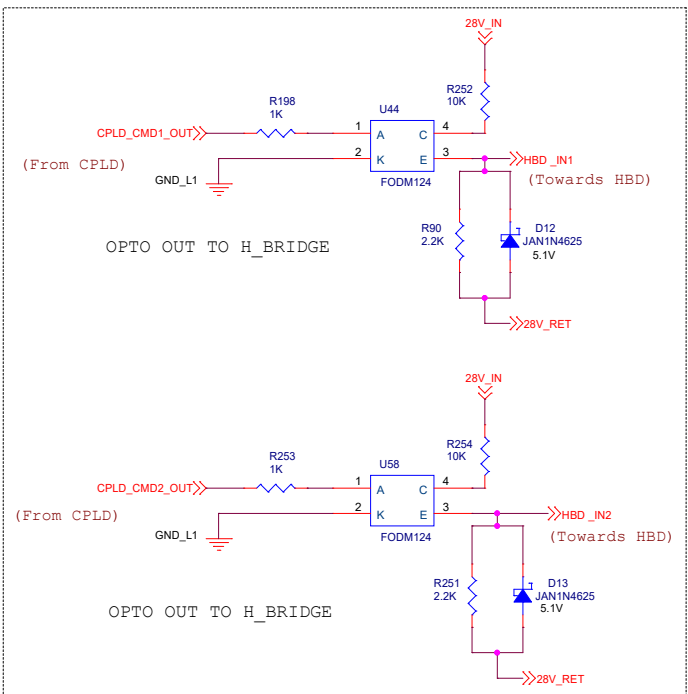 28V_IN
R252
10K
R198
1K
U44
CPLD_CMD1_OUT
1
A
C
4
2
K
E
3
HBD _IN1
(From CPLD)
(Towards HBD)
GND_L1
FODM124
R90
2.2K
D12
JAN1N4625
5.1V
OPTO OUT TO H_BRIDGE
28V_RET
28V_IN
R254
10K
R253
1K
U58
CPLD_CMD2_OUT
1
A
C
4
2
K
E
3
HBD _IN2
(From CPLD)
(Towards HBD)
GND_L1
FODM124
R251
2.2K
D13
JAN1N4625
5.1V
OPTO OUT TO H_BRIDGE
28V_RET